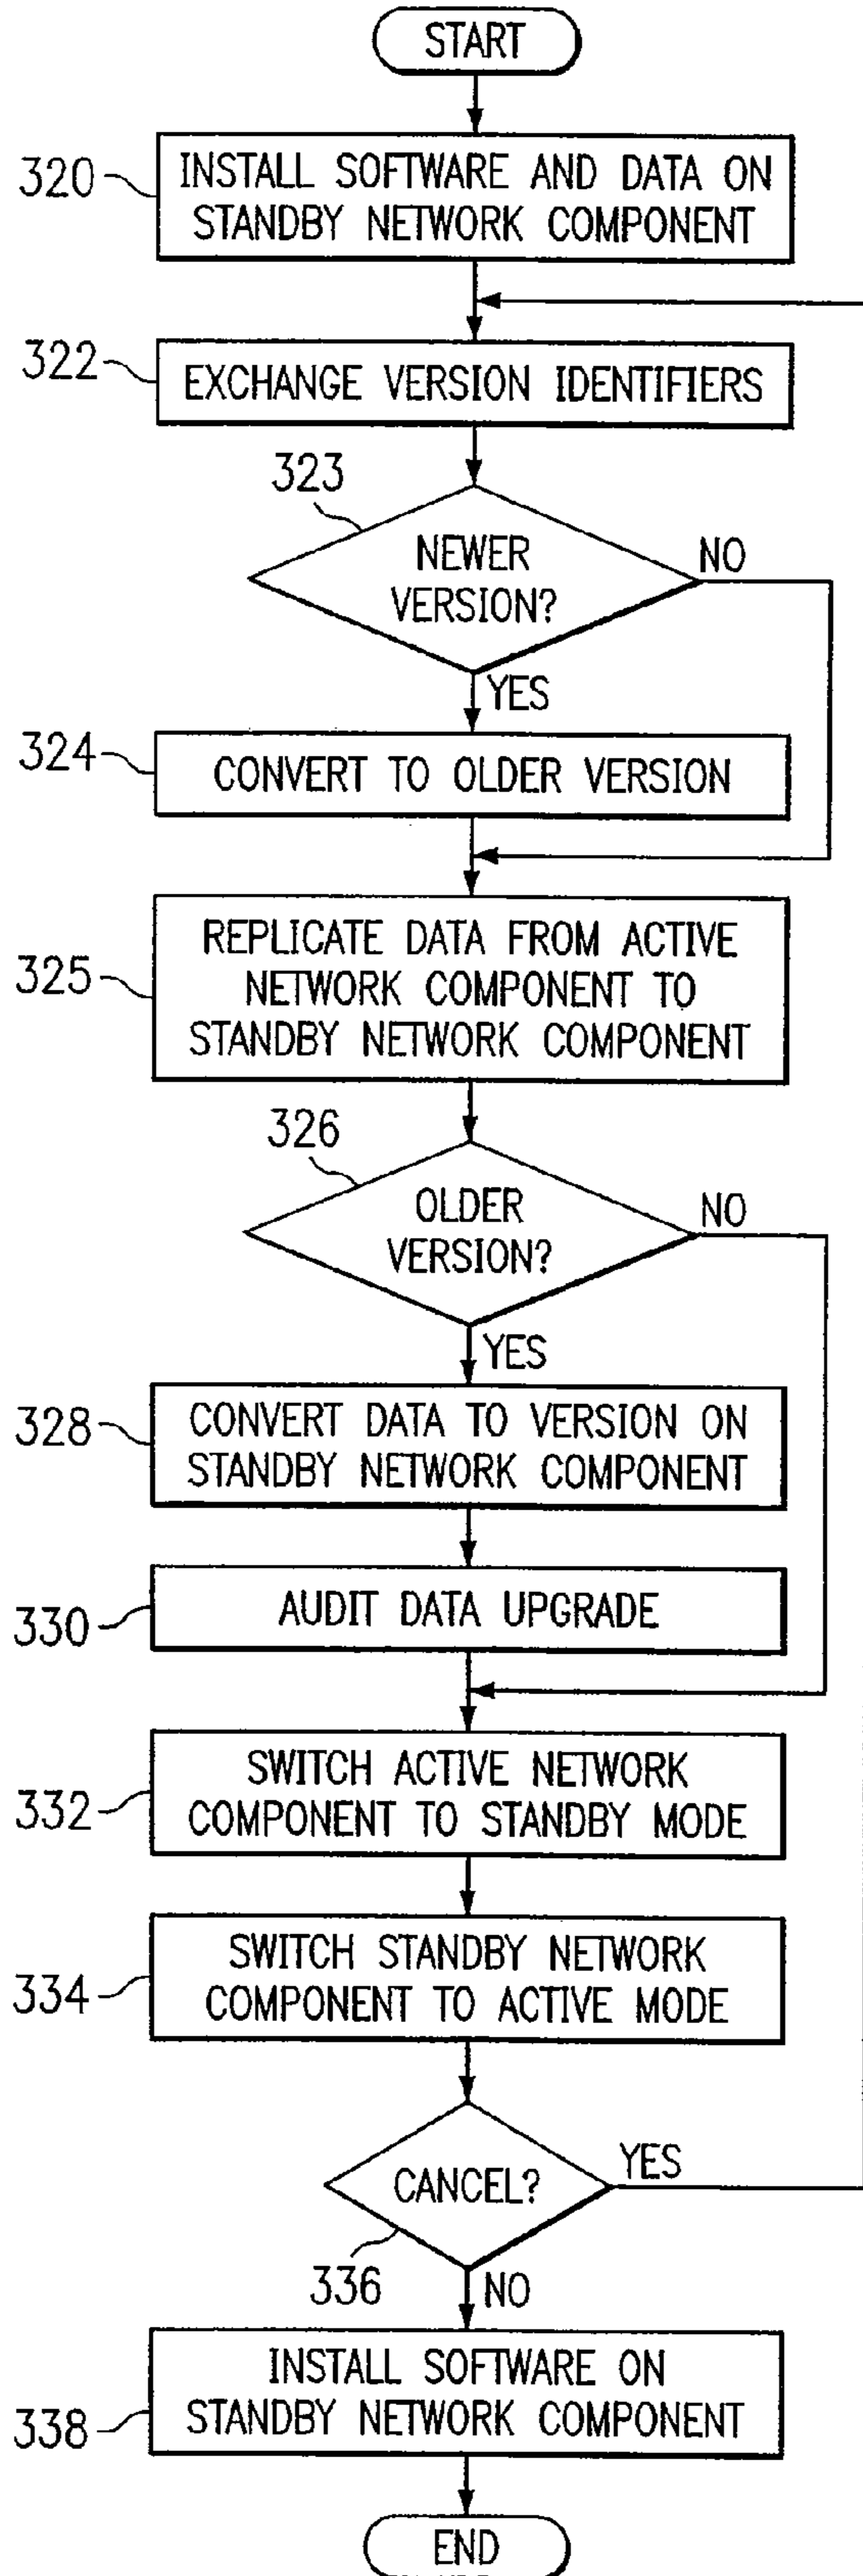 START
320
INSTALL SOFTWARE AND DATA ON
STANDBY NETWORK COMPONENT
322
EXCHANGE VERSION IDENTIFIERS
323
NEWER
VERSION?
NO
YES
324
CONVERT TO OLDER VERSION
325
REPLICATE DATA FROM ACTIVE
NETWORK COMPONENT TO
STANDBY NETWORK COMPONENT
326
OLDER
VERSION?
NO
YES
328
CONVERT DATA TO VERSION ON
STANDBY NETWORK COMPONENT
330
AUDIT DATA UPGRADE
332
SWITCH ACTIVE NETWORK
COMPONENT TO STANDBY MODE
334
SWITCH STANDBY NETWORK
COMPONENT TO ACTIVE MODE
CANCEL?
YES
336
NO
338
INSTALL SOFTWARE ON
STANDBY NETWORK COMPONENT
END